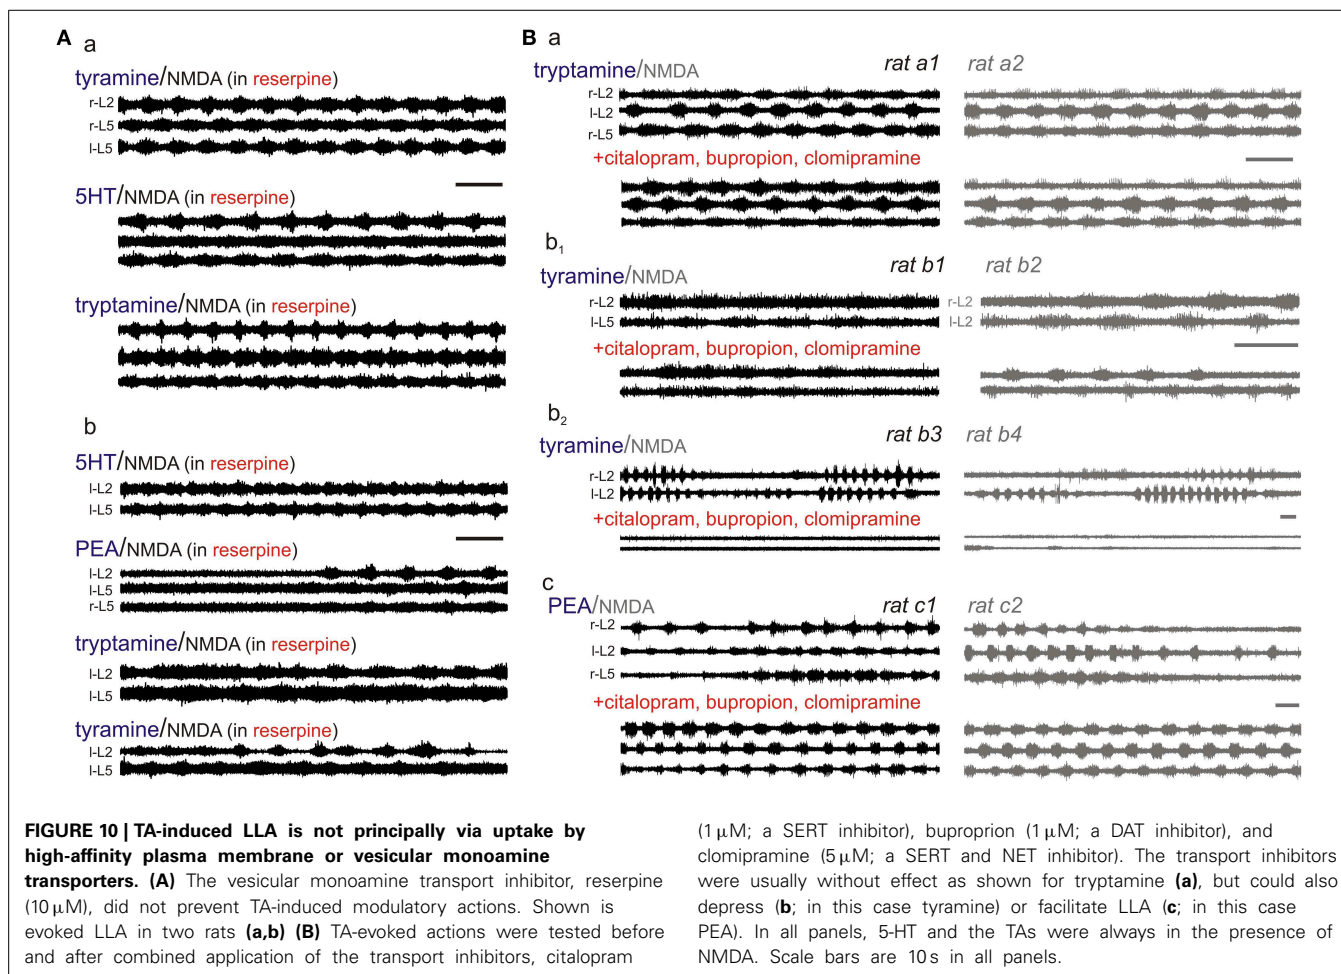 A
a
tyramine/NMDA (in reserpine)
r-L2
r-L5
l-L5
5HT/NMDA (in reserpine)
tryptamine/NMDA (in reserpine)
b
5HT/NMDA (in reserpine)
l-L2
l-L5
PEA/NMDA (in reserpine)
l-L2
l-L5
r-L5
tryptamine/NMDA (in reserpine)
l-L2
l-L5
tyramine/NMDA (in reserpine)
l-L2
l-L5
B
a
tryptamine/NMDA
rat a1
rat a2
r-L2
l-L2
r-L5
+citalopram, bupropion, clomipramine
b1
tyramine/NMDA
rat b1
rat b2
r-L2
l-L5
r-L2
l-L2
+citalopram, bupropion, clomipramine
b2
tyramine/NMDA
rat b3
rat b4
r-L2
l-L2
+citalopram, bupropion, clomipramine
c
PEA/NMDA
rat c1
rat c2
r-L2
l-L2
r-L5
+citalopram, bupropion, clomipramine
FIGURE 10 | TA-induced LLA is not principally via uptake by
high-affinity plasma membrane or vesicular monoamine
transporters. (A) The vesicular monoamine transport inhibitor, reserpine
(10 µM), did not prevent TA-induced modulatory actions. Shown is
evoked LLA in two rats (a,b) (B) TA-evoked actions were tested before
and after combined application of the transport inhibitors, citalopram
(1 µM; a SERT inhibitor), buproprion (1 µM; a DAT inhibitor), and
clomipramine (5 µM; a SERT and NET inhibitor). The transport inhibitors
were usually without effect as shown for tryptamine (a), but could also
depress (b; in this case tyramine) or facilitate LLA (c; in this case
PEA). In all panels, 5-HT and the TAs were always in the presence of
NMDA. Scale bars are 10 s in all panels.